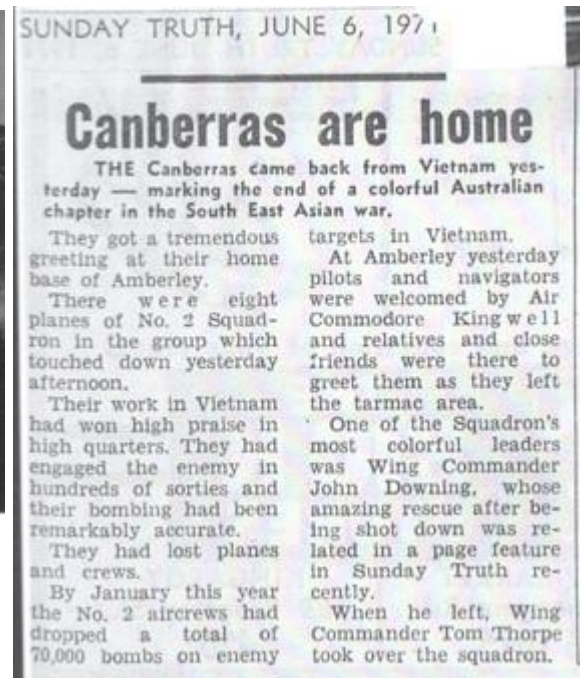 SUNDAY TRUTH, JUNE 6, 1971
Canberras are home
THE Canberras came back from Vietnam yes-
terday — marking the end of a colorful Australian
chapter in the South East Asian war.
They got a tremendous
greeting at their home
base of Amberley.
There were eight
planes of No. 2 Squad-
ron in the group which
touched down yesterday
afternoon.
Their work in Vietnam
had won high praise in
high quarters. They had
engaged the enemy in
hundreds of sorties and
their bombing had been
remarkably accurate.
They had lost planes
and crews.
By January this year
the No. 2 aircrews had
dropped a total of
70,000 bombs on enemy
targets in Vietnam.
At Amberley yesterday
pilots and navigators
were welcomed by Air
Commodore Kingwell
and relatives and close
friends were there to
greet them as they left
the tarmac area.
One of the Squadron's
most colorful leaders
was Wing Commander
John Downing, whose
amazing rescue after be-
ing shot down was re-
lated in a page feature
in Sunday Truth re-
cently.
When he left, Wing
Commander Tom Thorpe
took over the squadron.